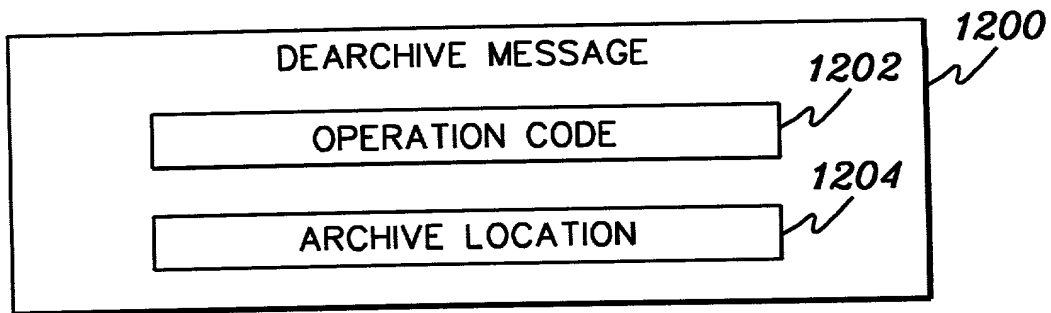 1200
DEARCHIVE MESSAGE
1202
OPERATION CODE
1204
ARCHIVE LOCATION